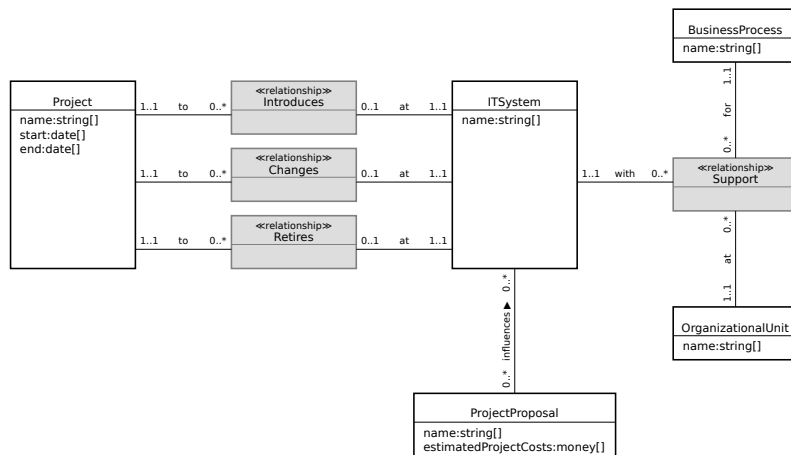 BusinessProcess
name:string[]
1..1
for
0..*
Project
name:string[]
start:date[]
end:date[]
1..1 to 0..*
«relationship»
Introduces
0..1 at 1..1
1..1 to 0..*
«relationship»
Changes
0..1 at 1..1
1..1 to 0..*
«relationship»
Retires
0..1 at 1..1
ITSystem
name:string[]
1..1 with 0..*
«relationship»
Support
0..*
at
1..1
OrganizationalUnit
name:string[]
0..* influences ▶ 0..*
ProjectProposal
name:string[]
estimatedProjectCosts:money[]